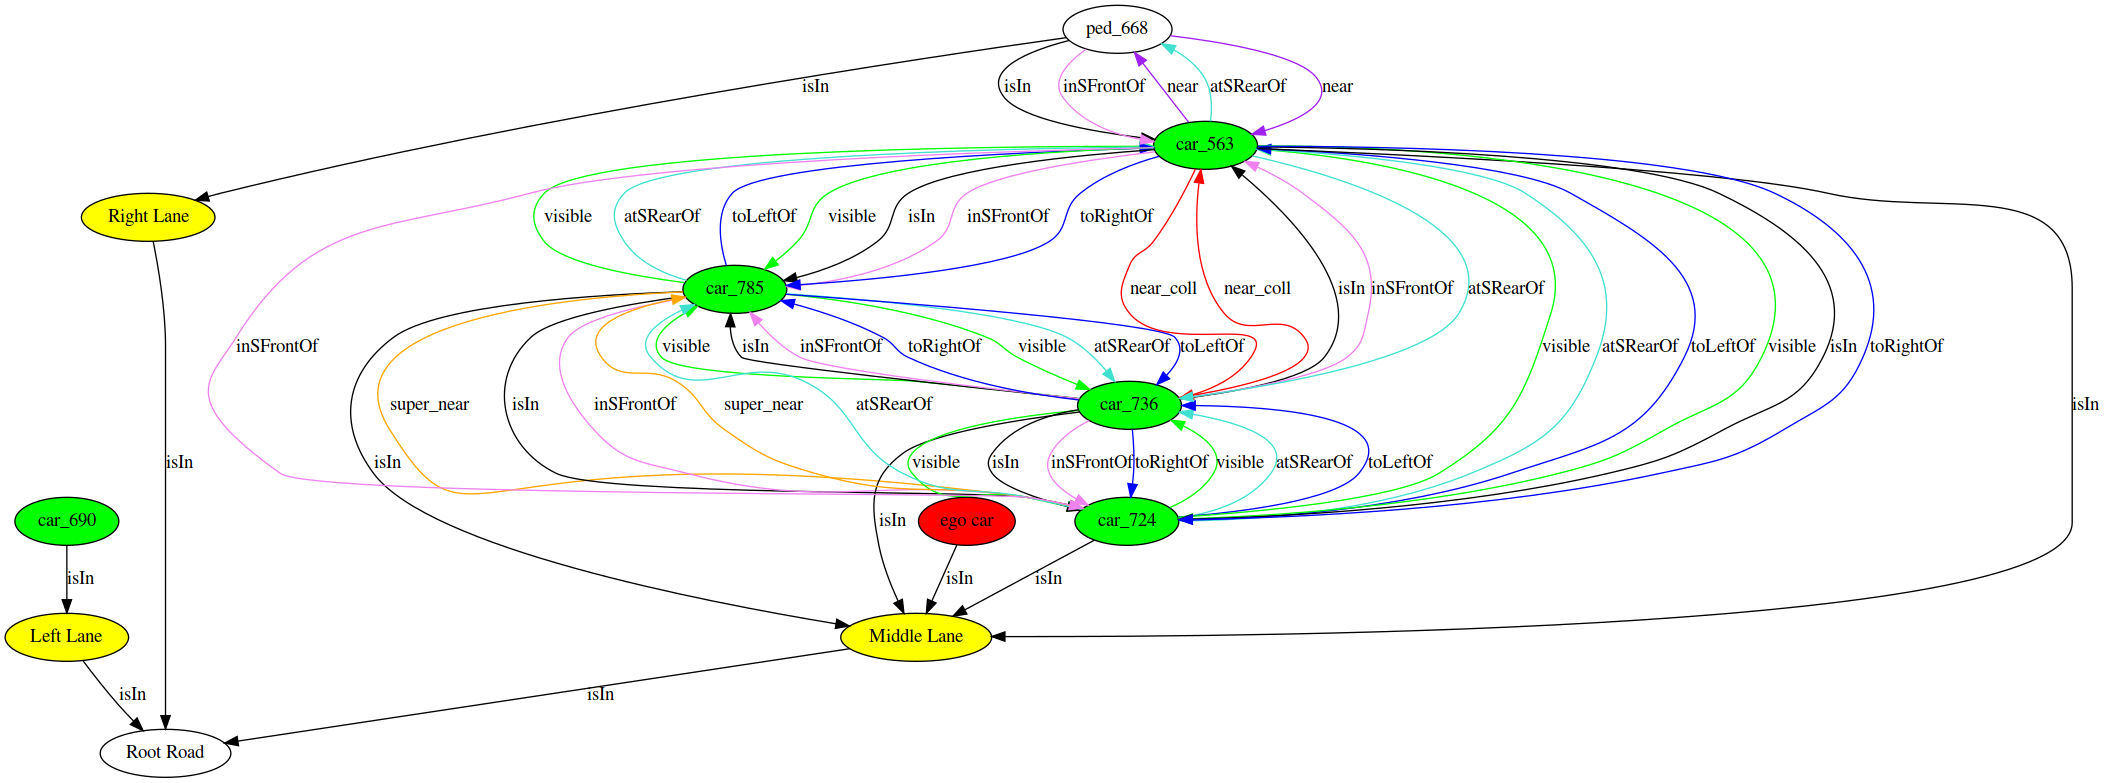 ped_668
isIn
isIn
inSFrontOf
near
atSRearOf
near
car_563
Right Lane
visible
atSRearOf
toLeftOf
visible
isIn
inSFrontOf
toRightOf
car_785
near_coll
near_coll
isIn
inSFrontOf
atSRearOf
inSFrontOf
visible
isIn
inSFrontOf
toRightOf
visible
atSRearOf
toLeftOf
visible
atSRearOf
toLeftOf
visible
isIn
toRightOf
super_near
isIn
inSFrontOf
super_near
atSRearOf
car_736
isIn
isIn
isIn
visible
isIn
inSFrontOf
toRightOf
visible
atSRearOf
toLeftOf
car_690
isIn
ego car
car_724
isIn
isIn
isIn
Left Lane
Middle Lane
isIn
isIn
Root Road